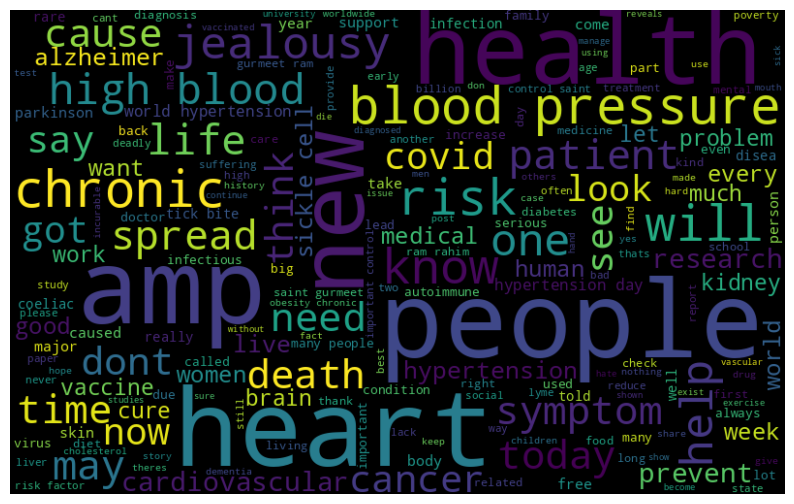 rare cant diagnosis vaccinated university worldwide family reveals poverty
cause year support infection come manage
jealousy health
alzheimer make gurmeet ram early age using part use sick
test high blood provide billion don control saint treatment mental mouth
parkinson world hypertension die blood pressure
back diagnosed another increase day medicine let problem
say deadly life care sickle cell covid patient kind even disea
want suffering high men others made every
think new look
chronic history continue take issue often case hard much
incurable doctor tick bite risk diabetes find person
got spread lead post serious see will
work medical one hand yes school
infectious ram rahim thats research
big important control know human bad
amp two people hypertension day kidney
study saint gurmeet autoimmune report
coeliac please obesity chronic need
good caused really live without many people fact best hypertension check vascular world
major called death condition used reduce nothing drug
paper dont women brain right told well hate first exist help
hope vaccine thank social lyme shown exercise
never due still heart important symptom always
time studies sure cure now way children food many share week
virus skin diet living lack keep today long show lot give
may cholesterol story body prevent
liver theres dementia cancer related free become state
risk factor cardiovascular